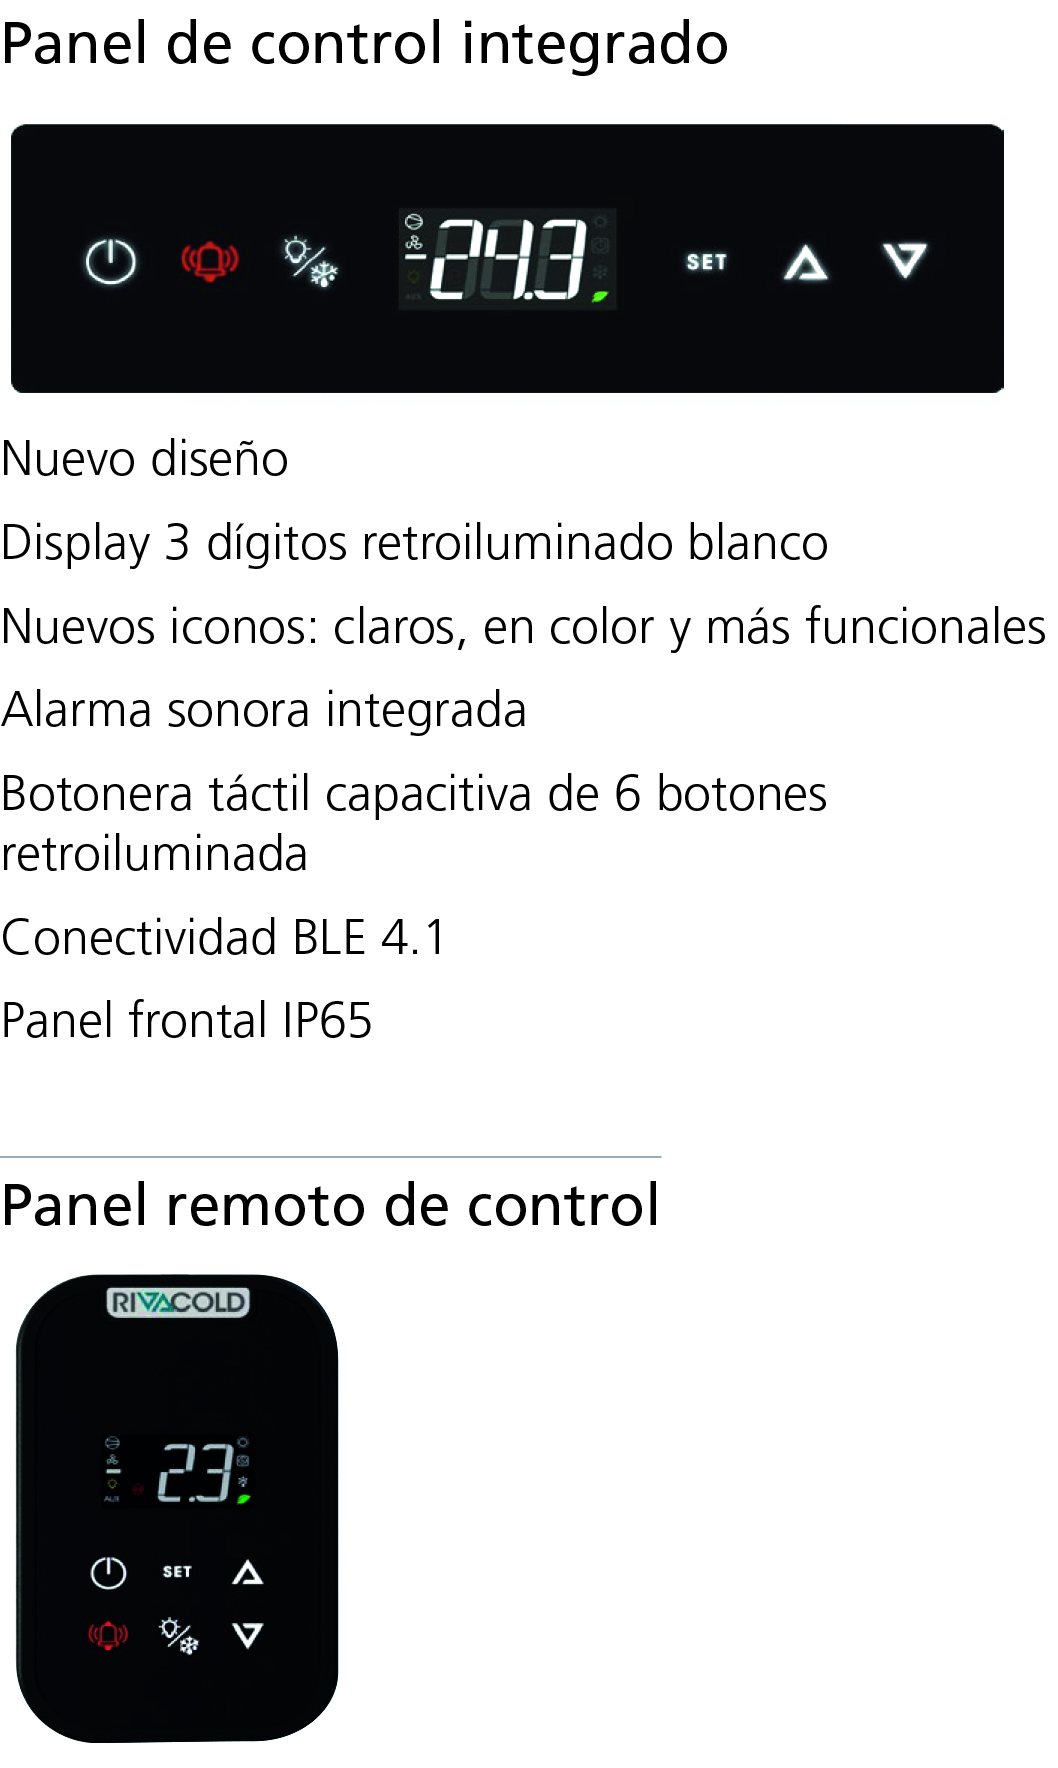 Panel de control integrado
-24.3
SET
Nuevo diseño
Display 3 dígitos retroiluminado blanco
Nuevos iconos: claros, en color y más funcionales
Alarma sonora integrada
Botonera táctil capacitiva de 6 botones
retroiluminada
Conectividad BLE 4.1
Panel frontal IP65
Panel remoto de control
RIVACOLD
-2.3
AUX
SET